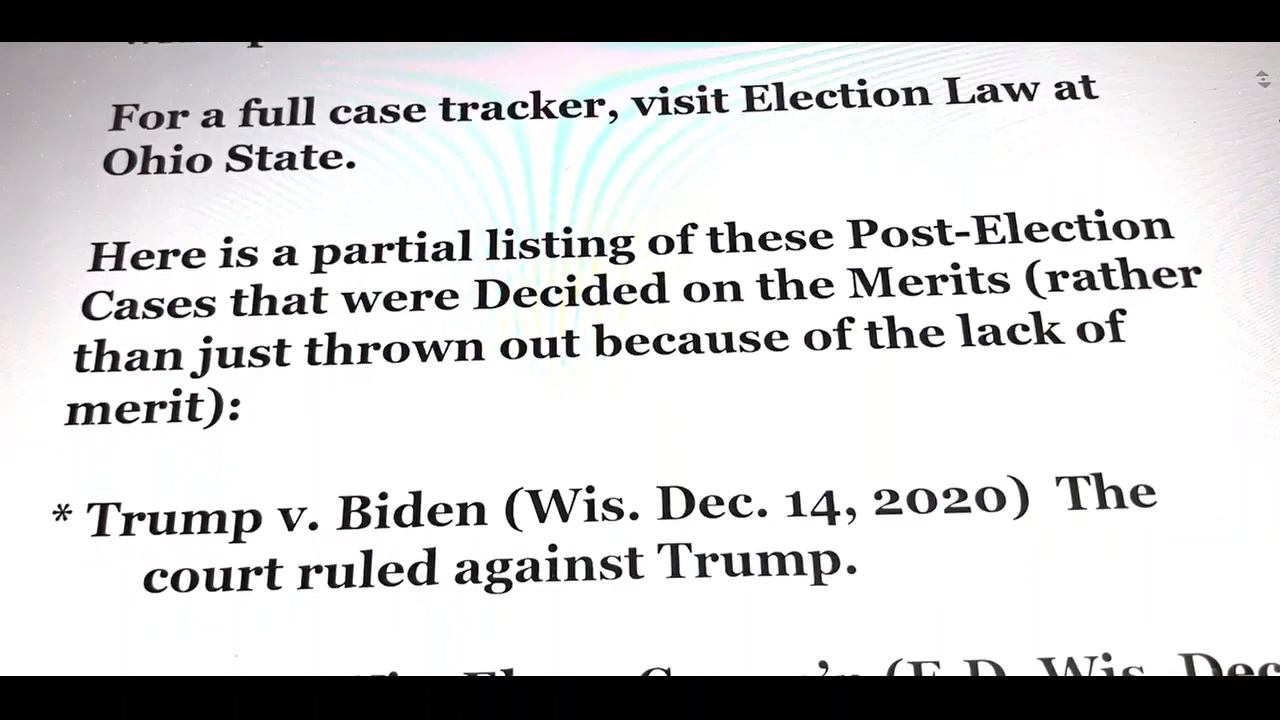 For a full case tracker, visit Election Law at
Ohio State.
Here is a partial listing of these Post-Election
Cases that were Decided on the Merits (rather
than just thrown out because of the lack of
merit):
* Trump v. Biden (Wis. Dec. 14, 2020) The
court ruled against Trump.
(E.D. Wis. Dec